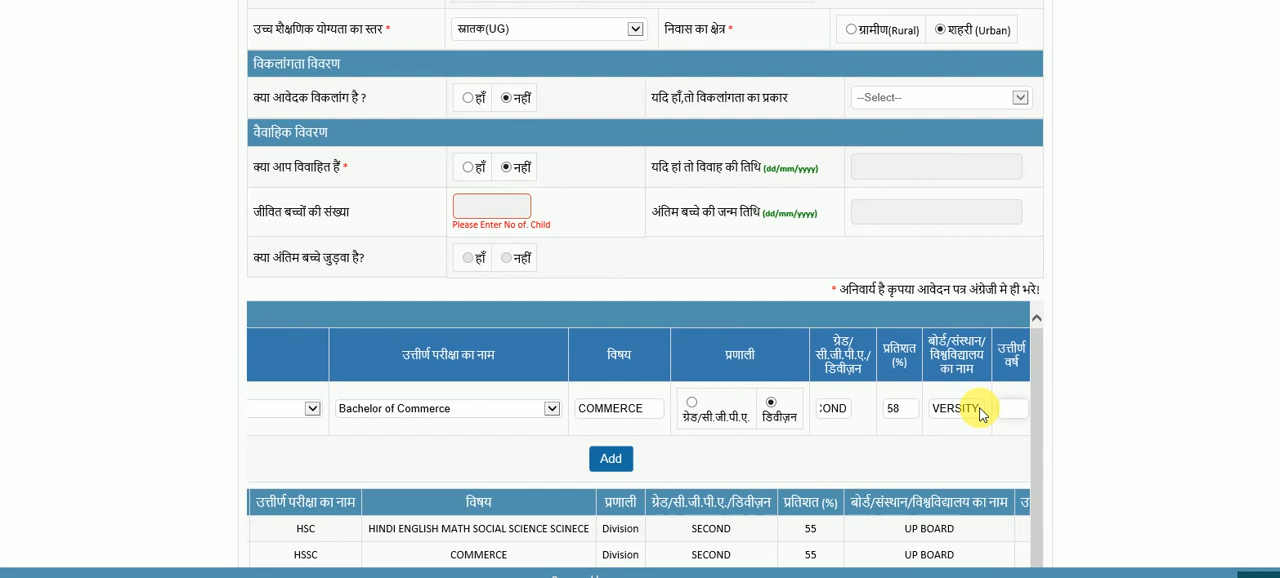 उच्च शैक्षणिक योग्यता का स्तर * स्नातक(UG) निवास का क्षेत्र * ग्रामीण(Rural) शहरी (Urban)
विकलांगता विवरण
क्या आवेदक विकलांग है ? हाँ नहीं यदि हाँ,तो विकलांगता का प्रकार --Select--
वैवाहिक विवरण
क्या आप विवाहित हैं * हाँ नहीं यदि हां तो विवाह की तिथि (dd/mm/yyyy)
जीवित बच्चों की संख्या अंतिम बच्चे की जन्म तिथि (dd/mm/yyyy)
Please Enter No of. Child
क्या अंतिम बच्चे जुड़वा है? हाँ नहीं
* अनिवार्य है कृपया आवेदन पत्र अंग्रेजी मे ही भरे!
उत्तीर्ण परीक्षा का नाम विषय प्रणाली ग्रेड/ सी.जी.पी.ए./ डिवीज़न प्रतिशत (%) बोर्ड/संस्थान/ विश्वविद्यालय का नाम उत्तीर्ण वर्ष
Bachelor of Commerce COMMERCE ग्रेड/सी.जी.पी.ए. डिवीज़न COND 58 VERSITY
Add
उत्तीर्ण परीक्षा का नाम विषय प्रणाली ग्रेड/सी.जी.पी.ए./डिवीज़न प्रतिशत (%) बोर्ड/संस्थान/विश्वविद्यालय का नाम
HSC HINDI ENGLISH MATH SOCIAL SCIENCE SCINECE Division SECOND 55 UP BOARD
HSSC COMMERCE Division SECOND 55 UP BOARD